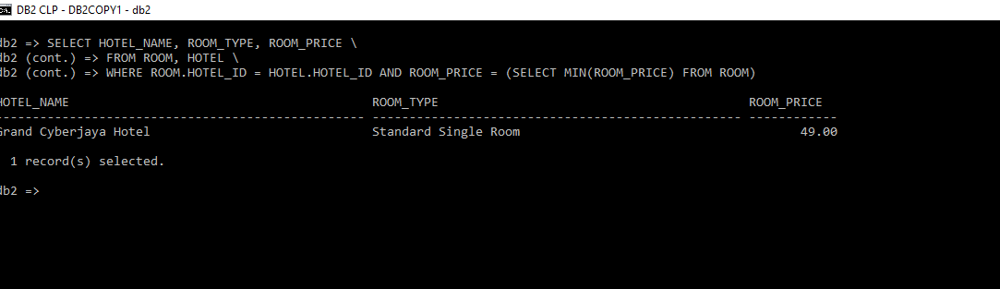 C:\. DB2 CLP - DB2COPY1 - db2
db2 => SELECT HOTEL_NAME, ROOM_TYPE, ROOM_PRICE \
db2 (cont.) => FROM ROOM, HOTEL \
db2 (cont.) => WHERE ROOM.HOTEL_ID = HOTEL.HOTEL_ID AND ROOM_PRICE = (SELECT MIN(ROOM_PRICE) FROM ROOM)
HOTEL_NAME ROOM_TYPE ROOM_PRICE
-------------------------------------------------- -------------------------------------------------- ------------
Grand Cyberjaya Hotel Standard Single Room 49.00
1 record(s) selected.
db2 =>